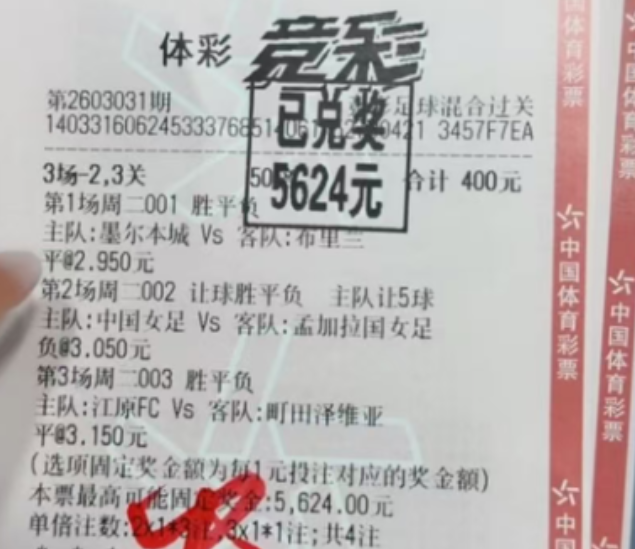 体彩 竞彩
第2603031期 足球混合过关
已兑奖
3457F7EA
5624元
3场-2,3关 合计 400元
第1场周二001 胜平负
主队:墨尔本城 Vs 客队:布里兰
平@2.950元
第2场周二002 让球胜平负 主队让5球
主队:中国女足 Vs 客队:孟加拉国女足
负@3.050元
第3场周二003 胜平负
主队:江原FC Vs 客队:町田泽维亚
平@3.150元
(选项固定奖金额为每1元投注对应的奖金额)
本票最高可能固定奖金:5,624.00元
单倍注数:2x1*3注,3x1*1注;共4注
国体育彩票
中国体育彩票
中国
国体育彩票
中国体育彩票